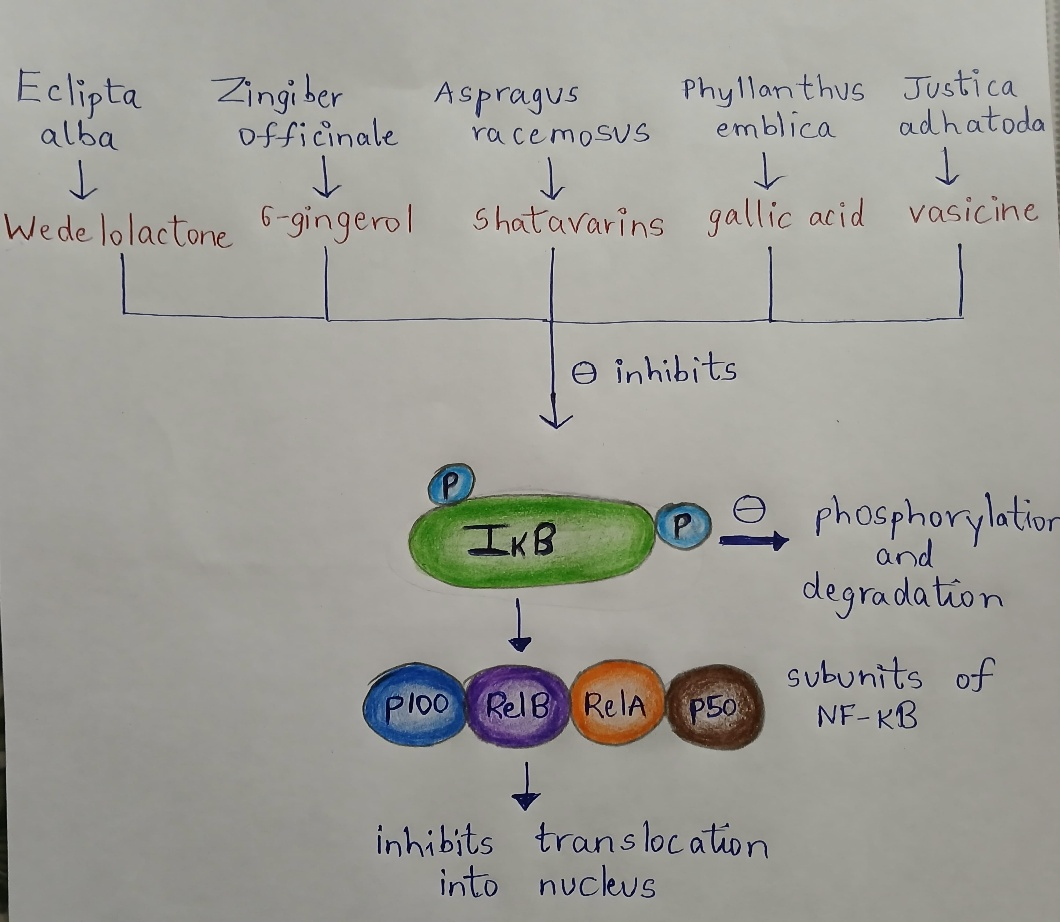 Eclipta
alba
Zingiber
officinale
Aspragus
racemosus
Phyllanthus
emblica
Justica
adhatoda
Wedelolactone
6-gingerol
shatavarins
gallic acid
vasicine
⊖ inhibits
P
IκB
P
⊖
phosphorylation
and
degradation
P100
RelB
RelA
P50
subunits of
NF-κB
inhibits translocation
into nucleus